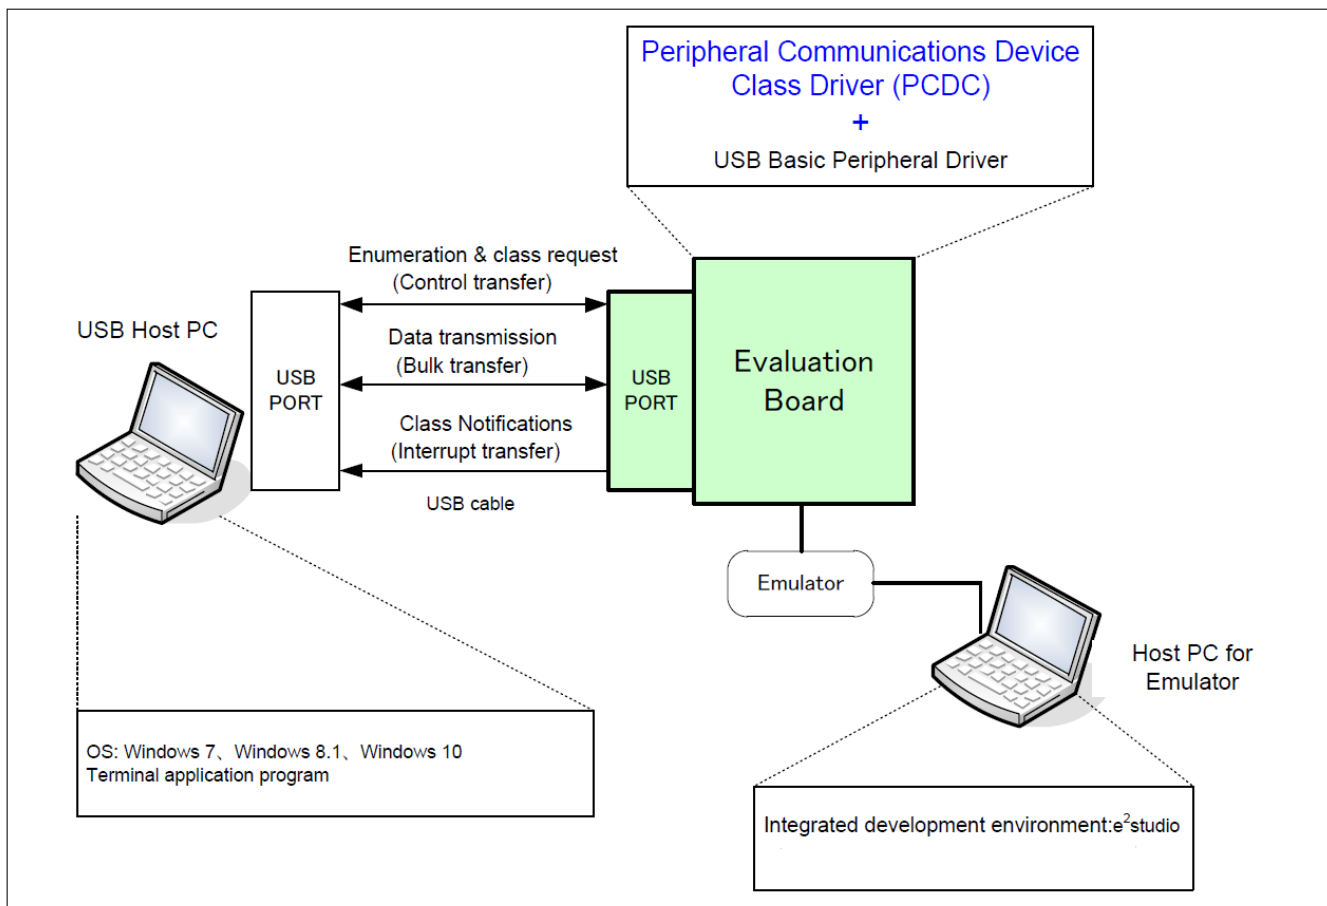 Peripheral Communications Device
Class Driver (PCDC)
+
USB Basic Peripheral Driver
Enumeration & class request
(Control transfer)
USB Host PC
USB
PORT
Data transmission
(Bulk transfer)
Class Notifications
(Interrupt transfer)
USB cable
USB
PORT
Evaluation
Board
Emulator
Host PC for
Emulator
OS: Windows 7、Windows 8.1、Windows 10
Terminal application program
Integrated development environment:e²studio